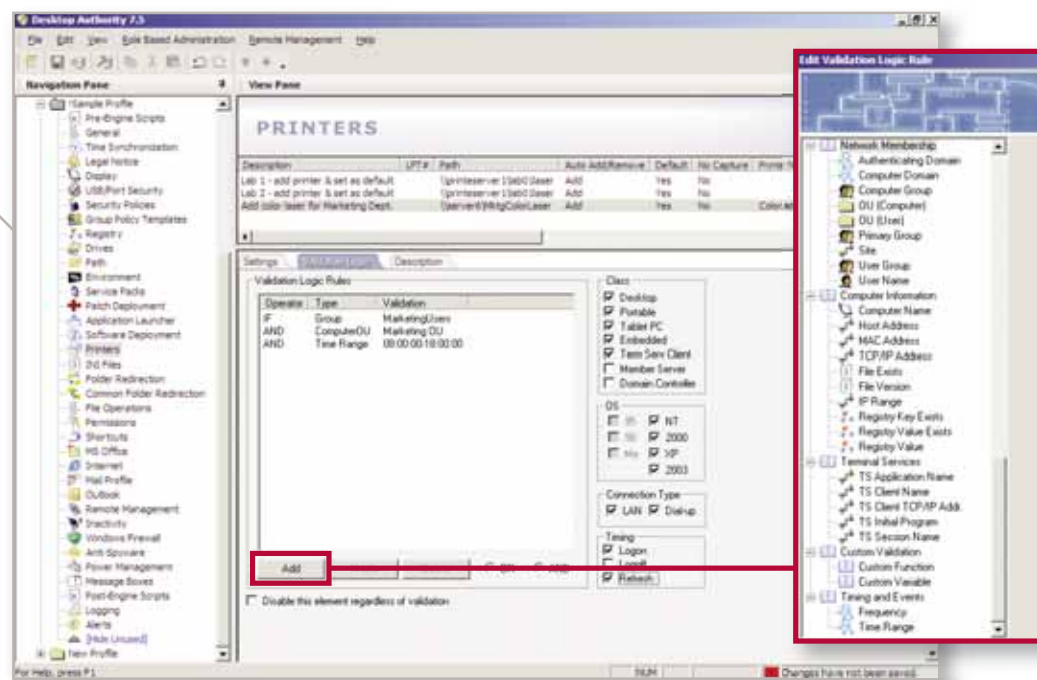 Desktop Authority 7.5
File Edit View Role Based Administration Remote Management Help
Navigation Pane
View Pane
Sample Profile
Pre-Engine Scripts
General
Time Synchronization
Legal Notice
Display
USB/Port Security
Security Policies
Group Policy Templates
Registry
Drives
Path
Environment
Service Packs
Patch Deployment
Application Launcher
Software Deployment
Printers
INI Files
Folder Redirection
Common Folder Redirection
File Operations
Permissions
Shortcuts
MS Office
Internet
Mail Profile
Outlook
Remote Management
Inactivity
Windows Firewall
Anti-Spyware
Power Management
Message Boxes
Post-Engine Scripts
Logging
Alerts
[Hide Unused]
New Profile
PRINTERS
Description LPT# Path Auto Add/Remove Default No Capture Printer
Lab 1 - add printer & set as default Add Yes No
Lab 2 - add printer & set as default Add Yes No
Add color laser for Marketing Dept. \\server6\MktgColorLaser Add Yes No
Settings Description
Validation Logic Rules
Operator Type Validation
IF Group MarketingUsers
AND ComputerOU Marketing OU
AND Time Range 08:00:00-18:00:00
Add
AND
Disable this element regardless of validation
Class
Desktop
Portable
Tablet PC
Embedded
Term Serv Client
Member Server
Domain Controller
OS
95 NT
98 2000
Me XP
2003
Connection Type
LAN Dial-up
Timing
Logon
Logoff
Refresh
For Help, press F1
NUM
Changes have not been saved.
Edit Validation Logic Rule
Network Membership
Authenticating Domain
Computer Domain
Computer Group
OU (Computer)
OU (User)
Primary Group
Site
User Group
User Name
Computer Information
Computer Name
Host Address
MAC Address
TCP/IP Address
File Exists
File Version
IP Range
Registry Key Exists
Registry Value Exists
Registry Value
Terminal Services
TS Application Name
TS Client Name
TS Client TCP/IP Addr.
TS Initial Program
TS Session Name
Custom Validation
Custom Function
Custom Variable
Timing and Events
Frequency
Time Range